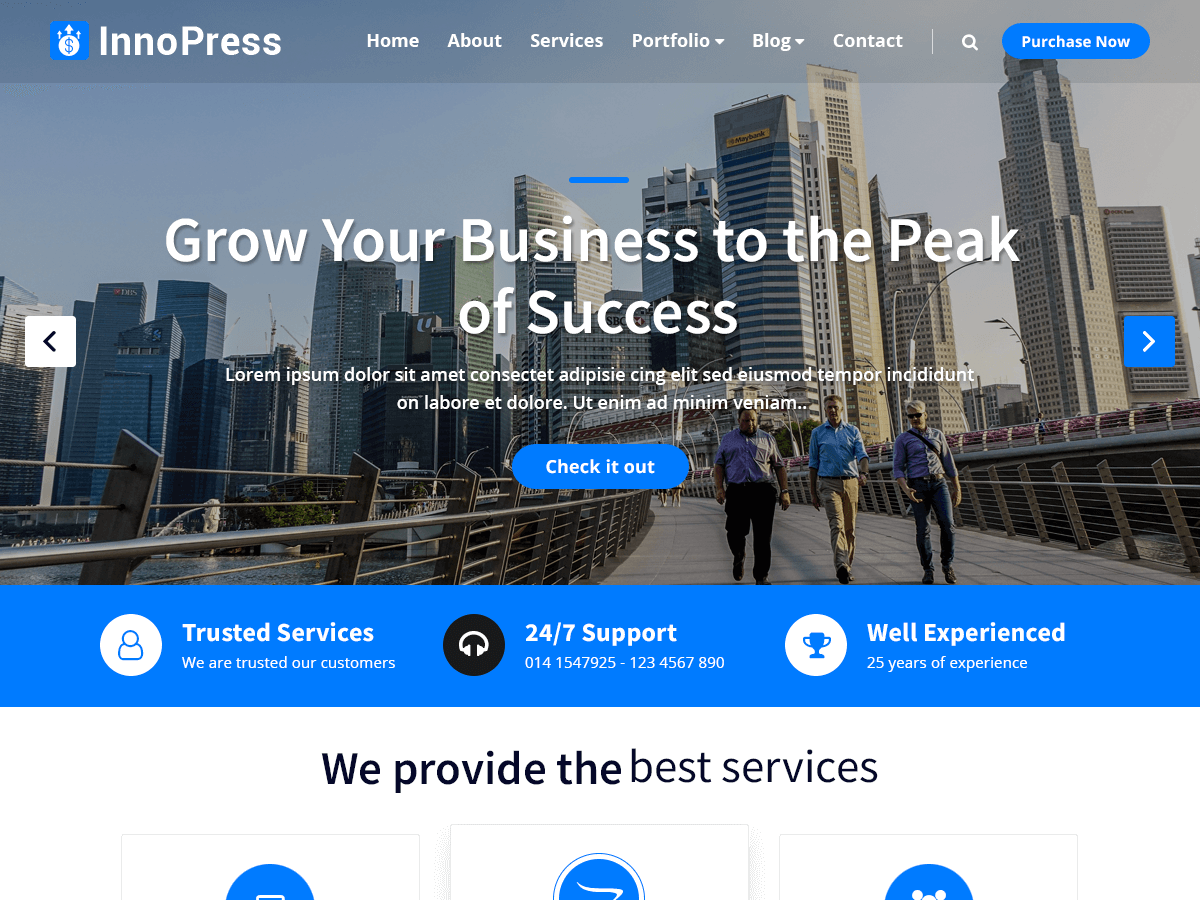 InnoPress
Home About Services Portfolio Blog Contact Purchase Now
Maybank
Grow Your Business to the Peak
of Success
DBS
Lorem ipsum dolor sit amet consectet adipisie cing elit sed eiusmod tempor incididunt
on labore et dolore. Ut enim ad minim veniam..
Check it out
Trusted Services
We are trusted our customers
24/7 Support
014 1547925 - 123 4567 890
Well Experienced
25 years of experience
We provide the best services